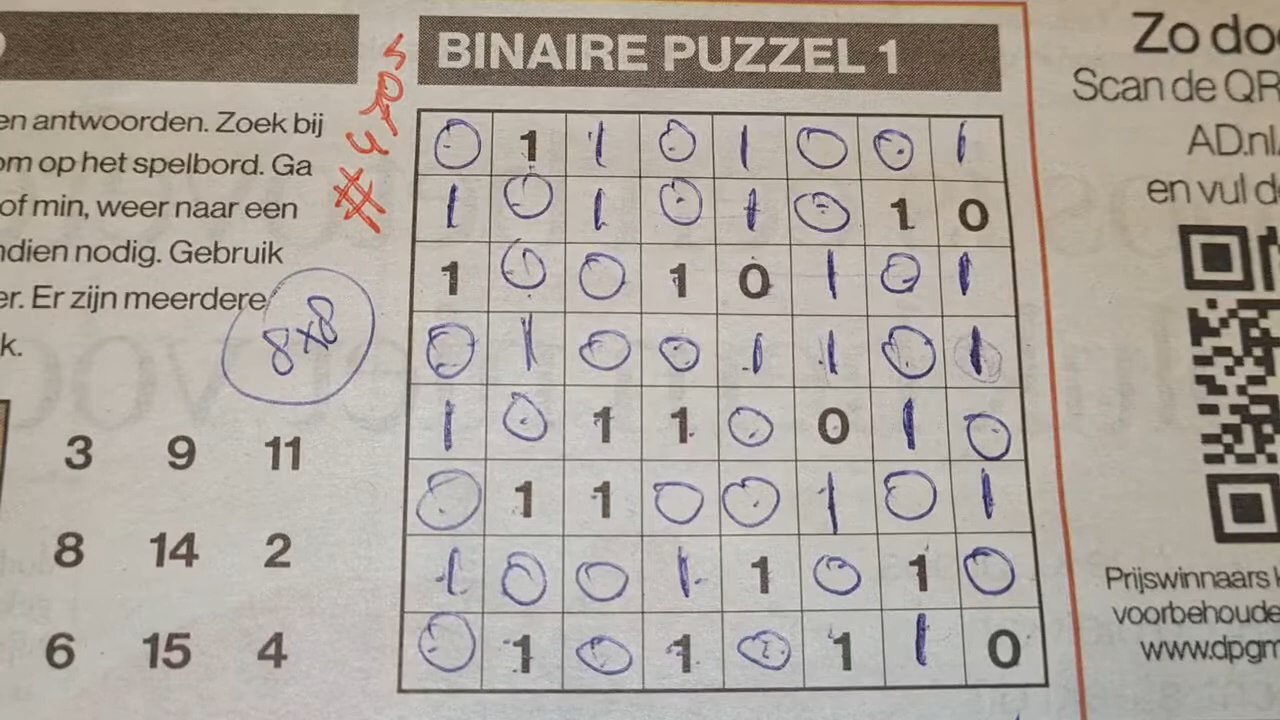 BINAIRE PUZZEL 1
# 4705
en antwoorden. Zoek bij
om op het spelbord. Ga
of min, weer naar een
ndien nodig. Gebruik
er. Er zijn meerdere
k.
8x8
3 9 11
8 14 2
6 15 4
0 1 1 0 1 0 0 1
1 0 1 0 1 0 1 0
1 0 0 1 0 1 0 1
0 1 0 0 1 1 0 1
1 0 1 1 0 0 1 0
0 1 1 0 0 1 0 1
1 0 0 1 1 0 1 0
0 1 0 1 0 1 1 0
Zo do
Scan de QR
AD.nl
en vul d
Prijswinnaars
voorbehoude
www.dpgm